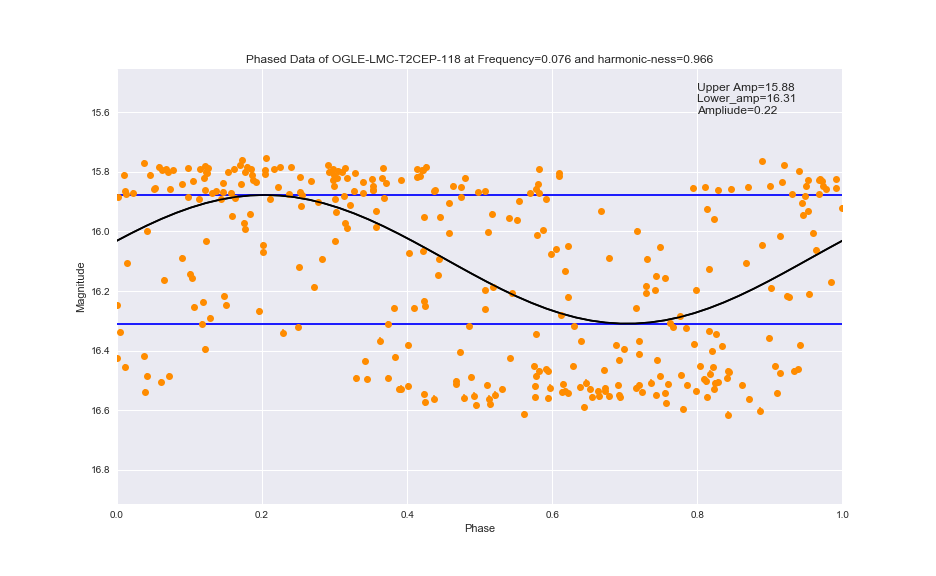 Phased Data of OGLE-LMC-T2CEP-118 at Frequency=0.076 and harmonic-ness=0.966
Upper Amp=15.88
Lower_amp=16.31
Ampliude=0.22
Magnitude
15.6
15.8
16.0
16.2
16.4
16.6
16.8
0.0 0.2 0.4 0.6 0.8 1.0
Phase